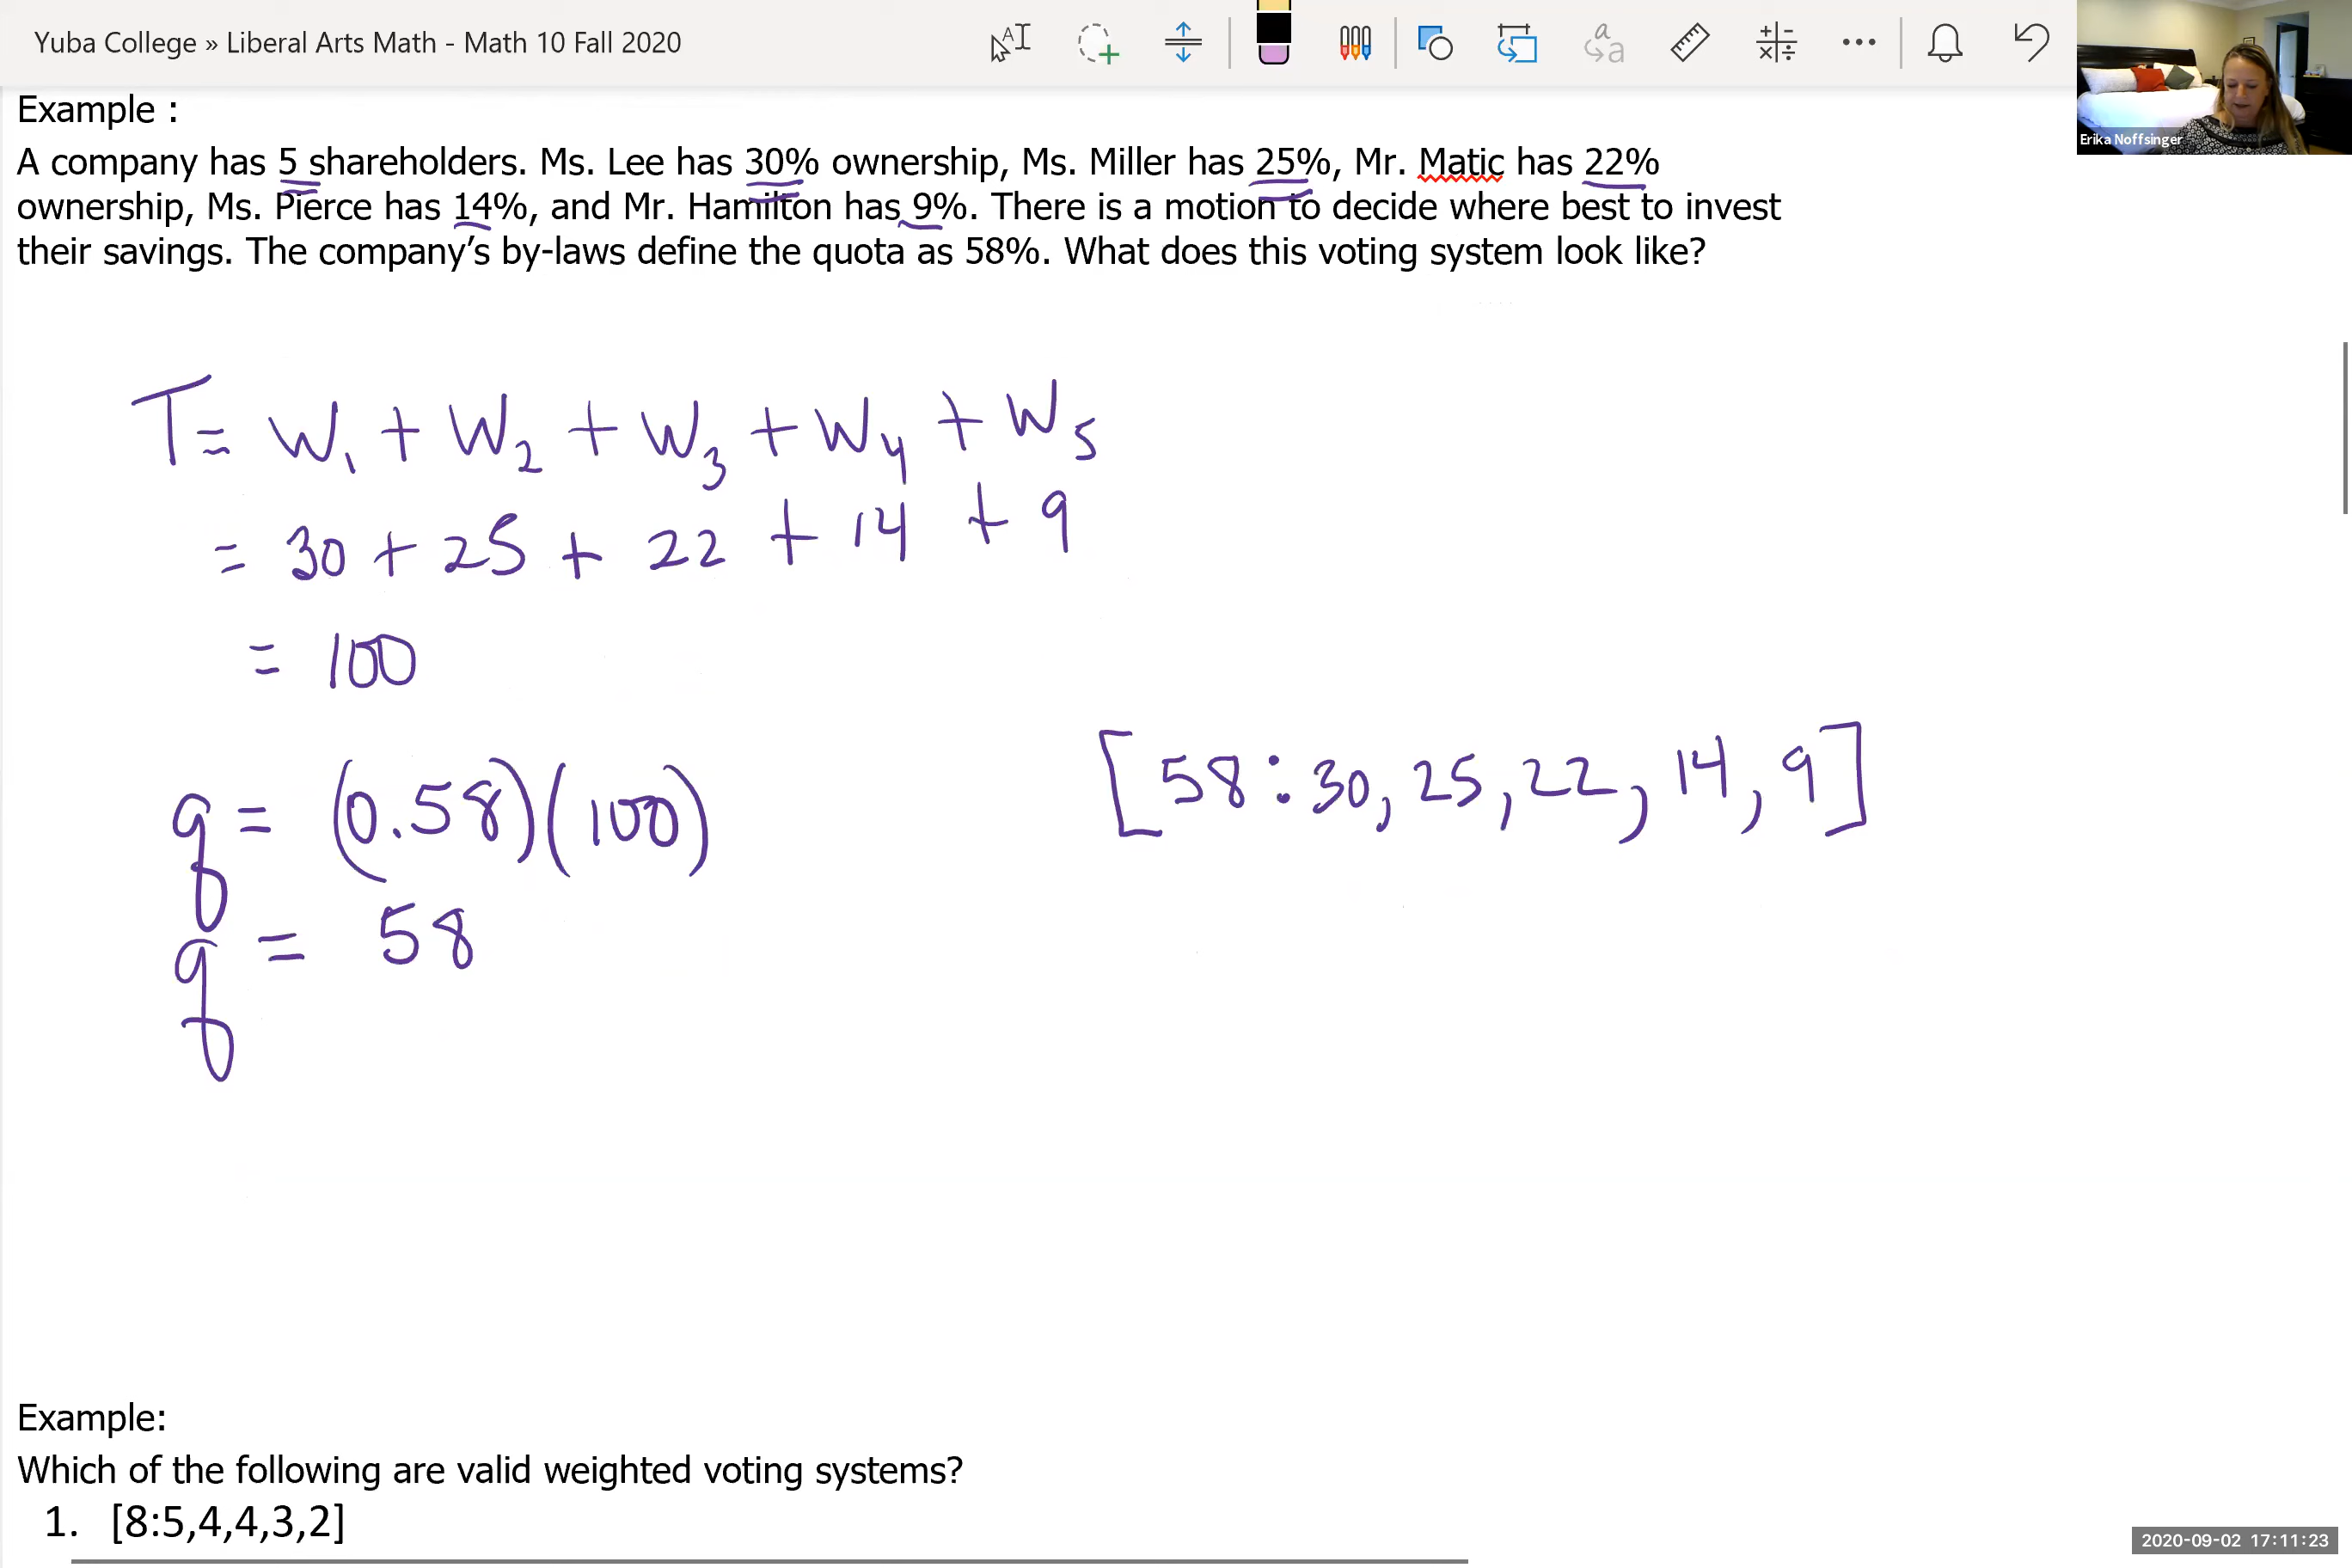 Yuba College » Liberal Arts Math - Math 10 Fall 2020
Erika Noffsinger
Example :
A company has 5 shareholders. Ms. Lee has 30% ownership, Ms. Miller has 25%, Mr. Matic has 22%
ownership, Ms. Pierce has 14%, and Mr. Hamilton has 9%. There is a motion to decide where best to invest
their savings. The company's by-laws define the quota as 58%. What does this voting system look like?
T= W₁ + W₂ + W₃ + W₄ + W₅
= 30 + 25 + 22 + 14 + 9
= 100
q = (0.58)(100)
[58: 30, 25, 22, 14, 9]
q = 58
Example:
Which of the following are valid weighted voting systems?
1. [8:5,4,4,3,2]
2020-09-02 17:11:23